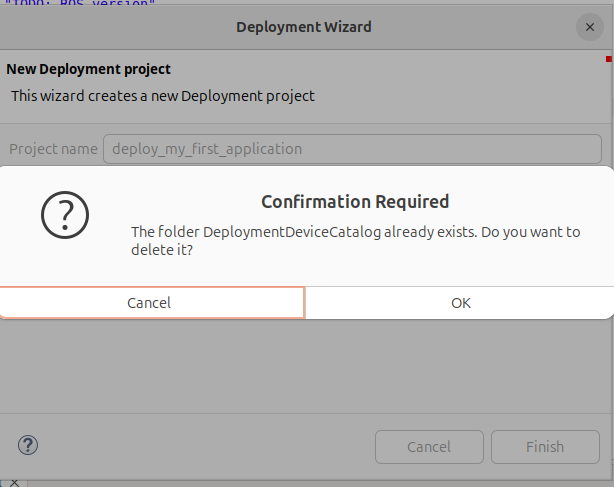 "TODO: ROS version"
Deployment Wizard
New Deployment project
This wizard creates a new Deployment project
Project name deploy_my_first_application
Confirmation Required
The folder DeploymentDeviceCatalog already exists. Do you want to
delete it?
Cancel OK
Cancel Finish